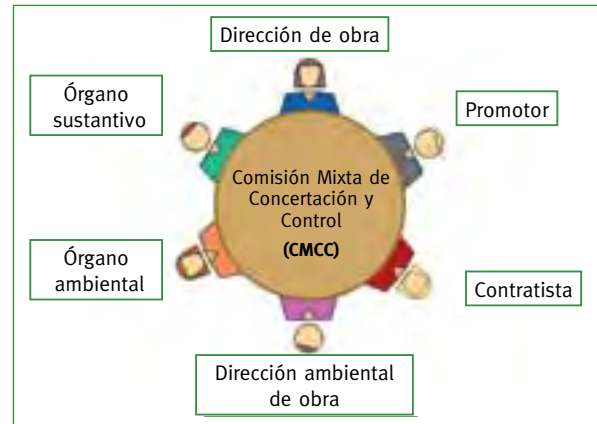 Dirección de obra
Órgano
sustantivo
Promotor
Comisión Mixta de
Concertación y
Control
(CMCC)
Órgano
ambiental
Contratista
Dirección ambiental
de obra